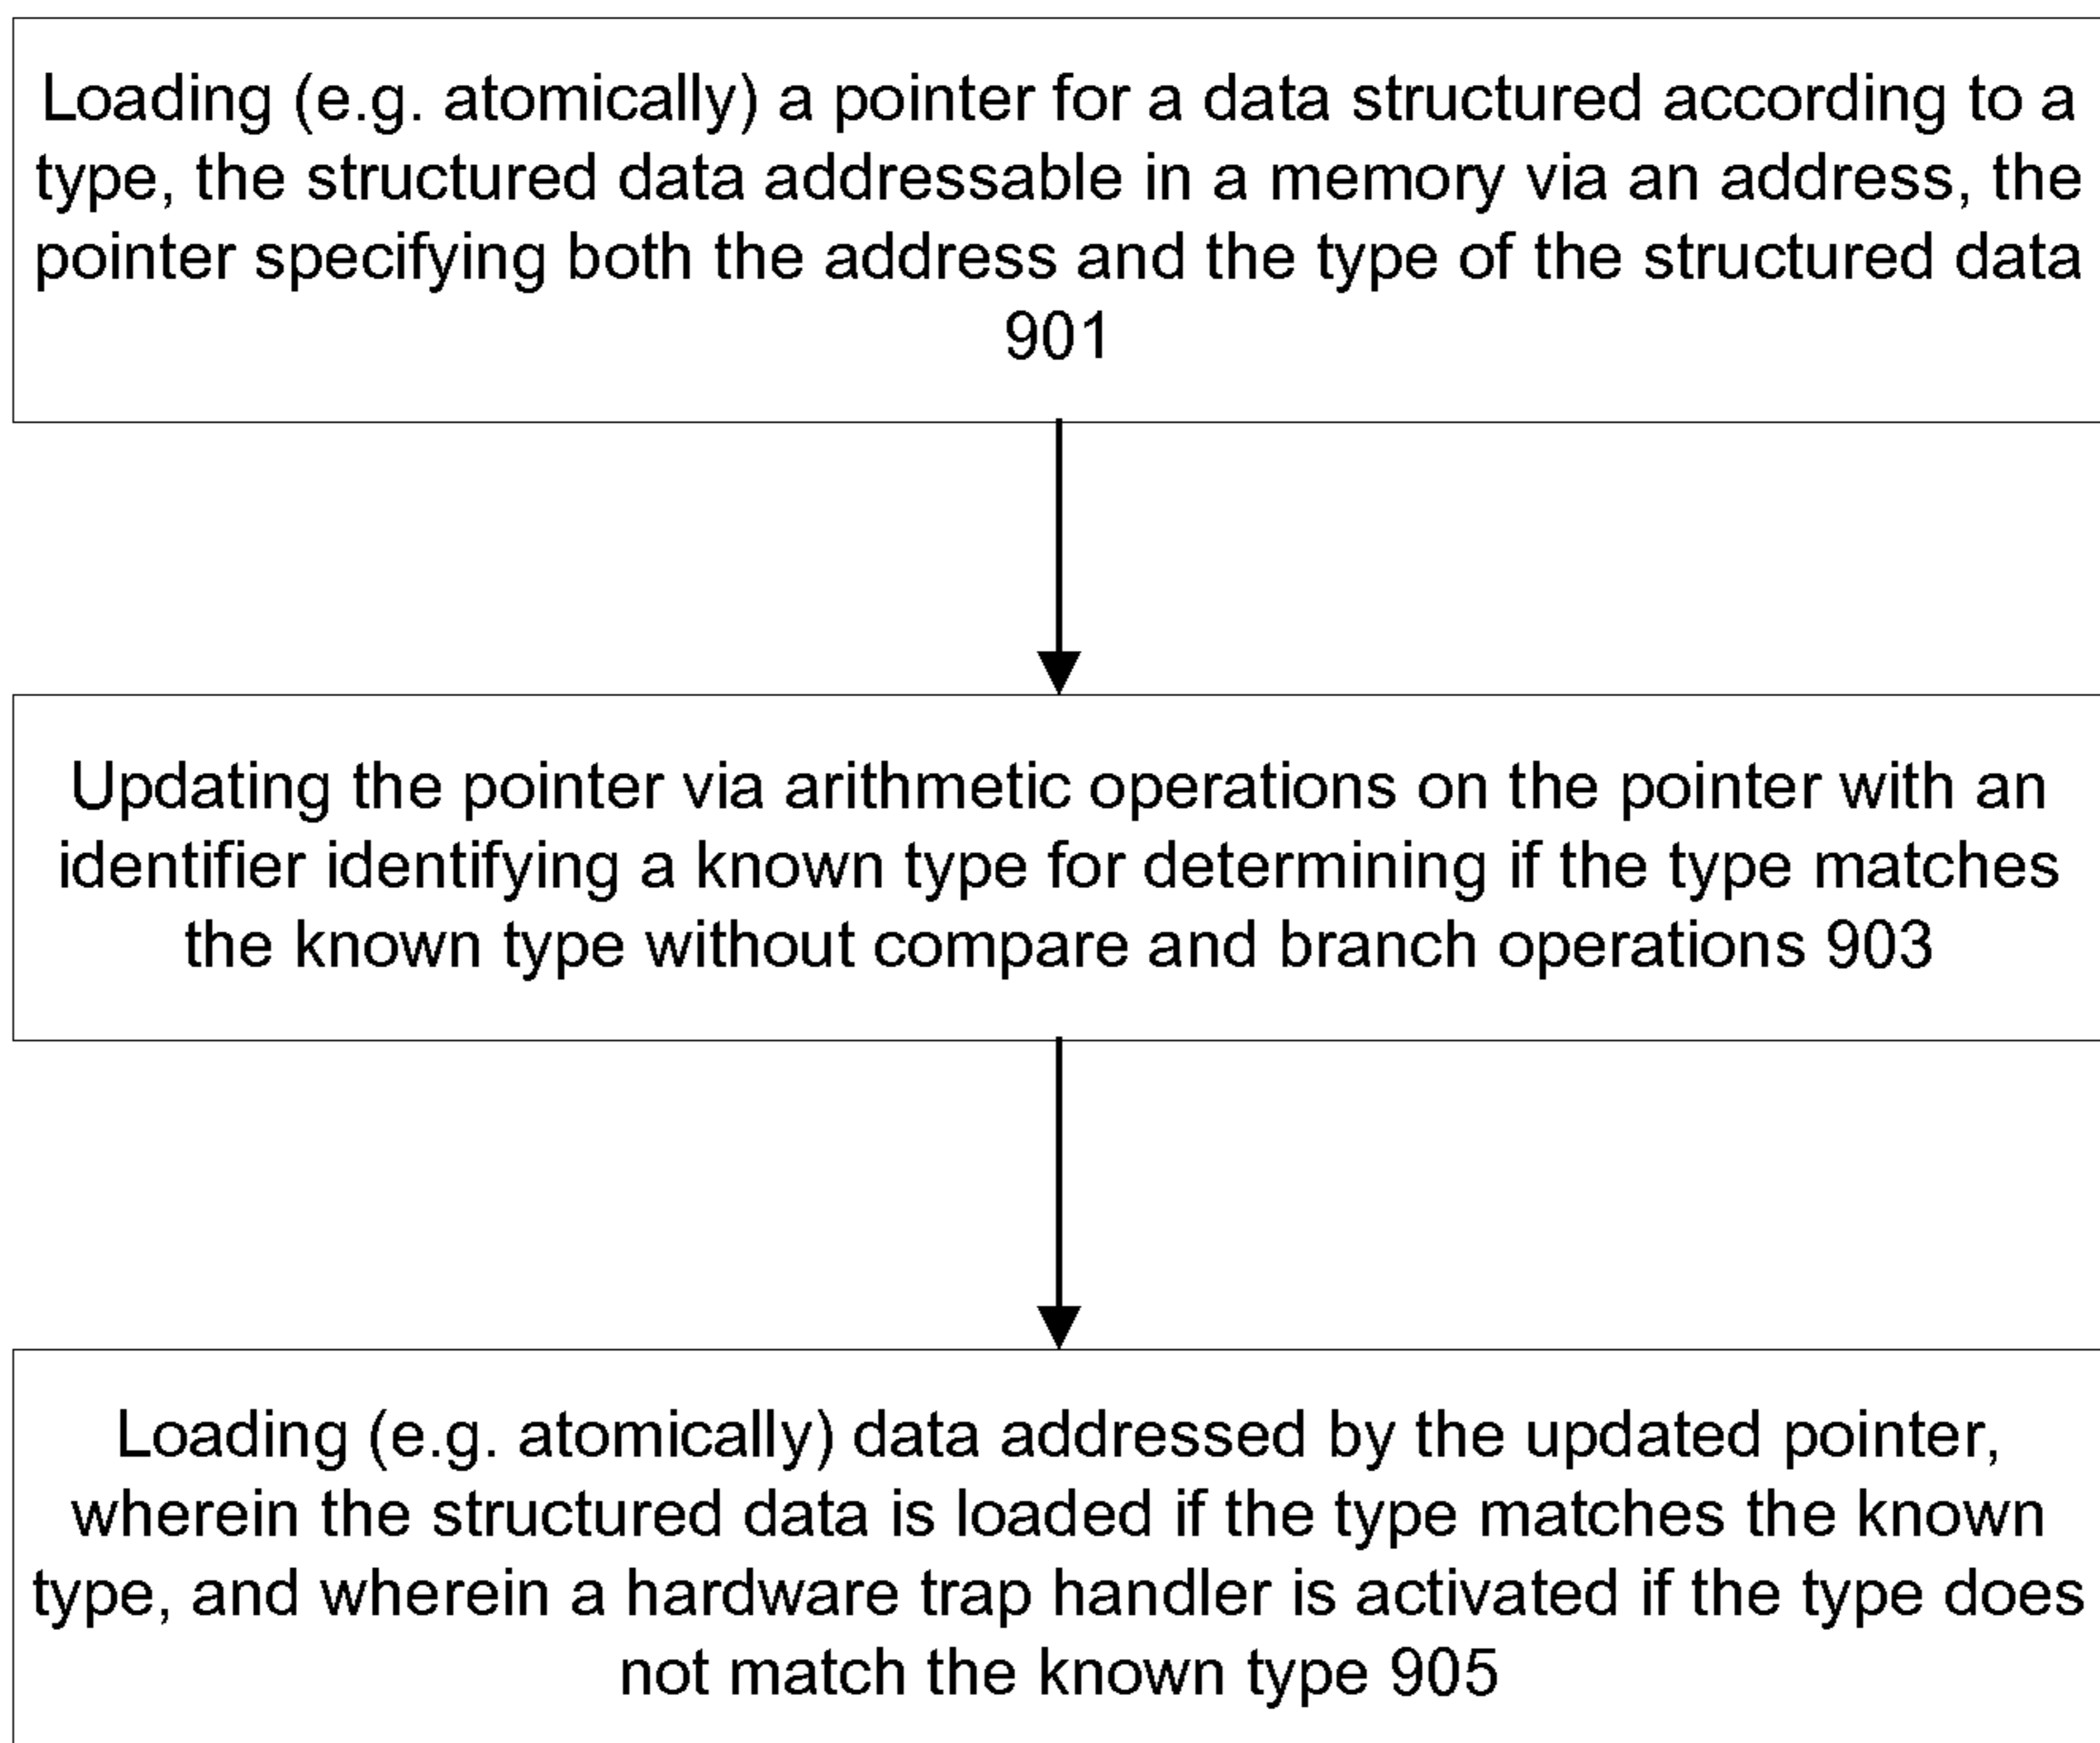 Loading (e.g. atomically) a pointer for a data structured according to a
type, the structured data addressable in a memory via an address, the
pointer specifying both the address and the type of the structured data
901
Updating the pointer via arithmetic operations on the pointer with an
identifier identifying a known type for determining if the type matches
the known type without compare and branch operations 903
Loading (e.g. atomically) data addressed by the updated pointer,
wherein the structured data is loaded if the type matches the known
type, and wherein a hardware trap handler is activated if the type does
not match the known type 905